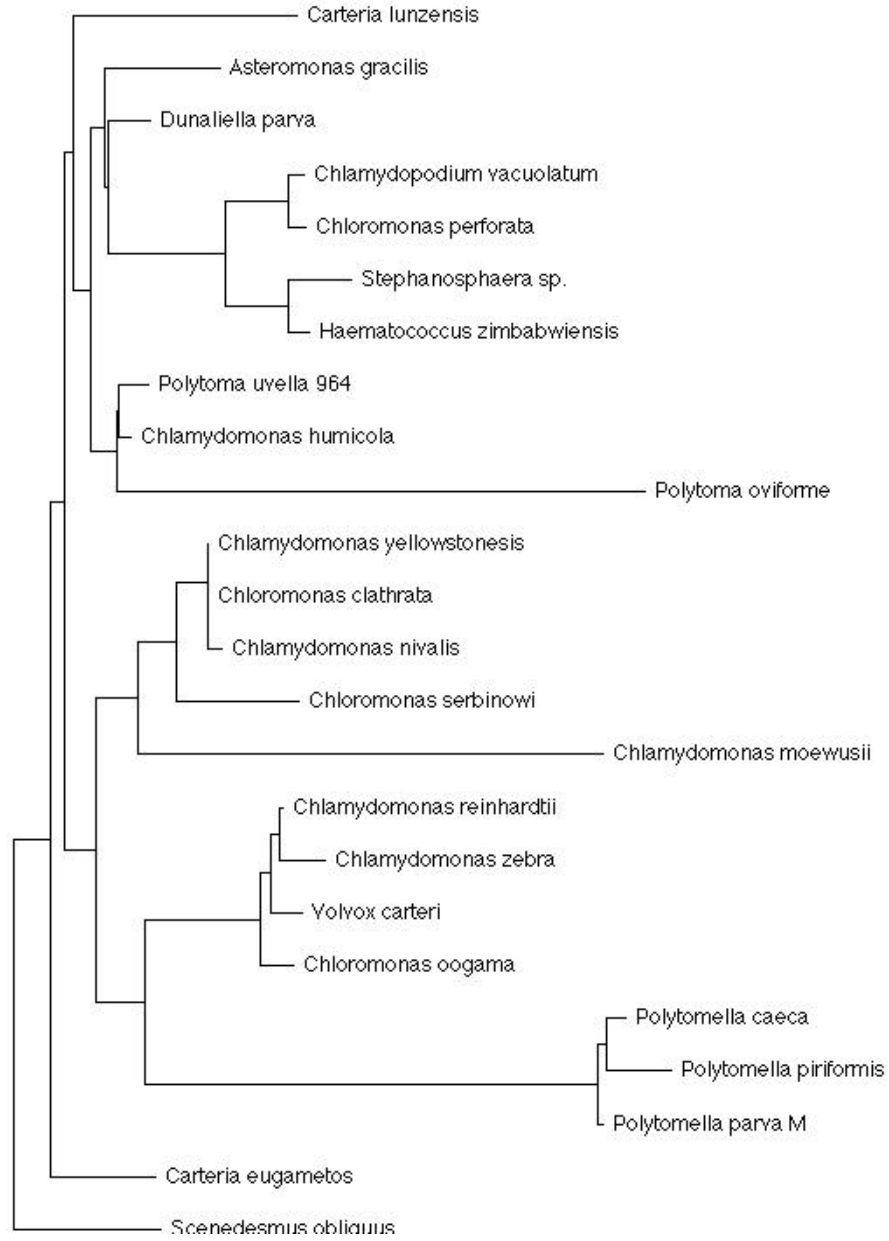 Carteria lunzensis
Asteromonas gracilis
Dunaliella parva
Chlamydopodium vacuolatum
Chloromonas perforata
Stephanosphaera sp.
Haematococcus zimbabwiensis
Polytoma uvella 964
Chlamydomonas humicola
Polytoma oviforme
Chlamydomonas yellowstonesis
Chloromonas clathrata
Chlamydomonas nivalis
Chloromonas serbinowi
Chlamydomonas moewusii
Chlamydomonas reinhardtii
Chlamydomonas zebra
Volvox carteri
Chloromonas oogama
Polytomella caeca
Polytomella piriformis
Polytomella parva M
Carteria eugametos
Scenedesmus obliquus